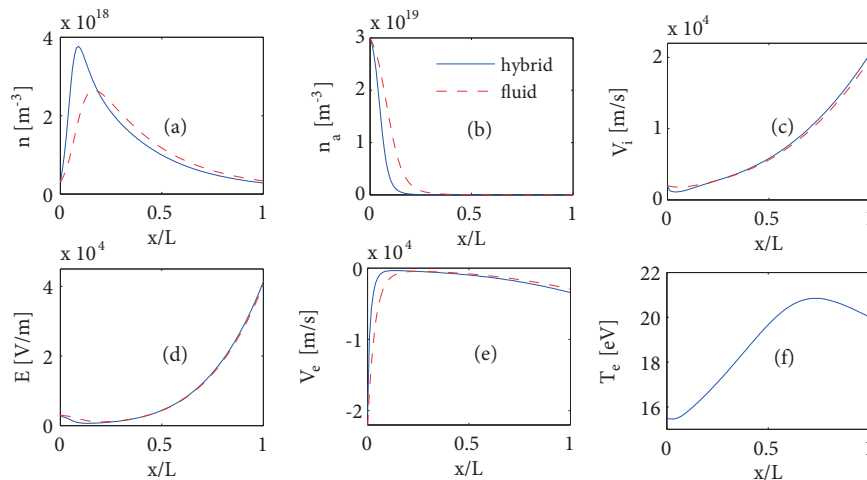 x 10^18
n [m^-3]
4
2
0
0
0.5
1
x/L
(a)
x 10^19
n_a [m^-3]
3
2
1
0
0
0.5
1
x/L
hybrid
fluid
(b)
x 10^4
V_i [m/s]
2
1
0
0
0.5
1
x/L
(c)
x 10^4
E [V/m]
4
2
0
0
0.5
1
x/L
(d)
x 10^4
V_e [m/s]
0
-1
-2
0
0.5
1
x/L
(e)
T_e [eV]
22
20
18
16
0
0.5
1
x/L
(f)